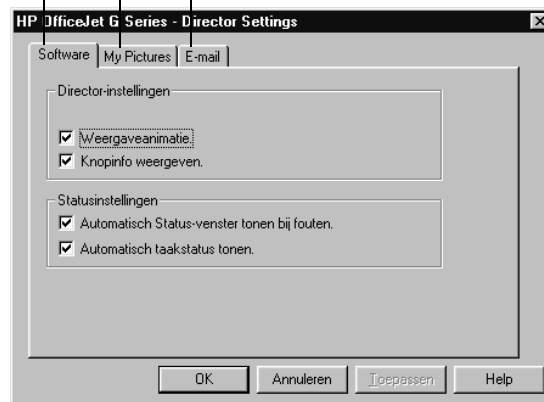 HP OfficeJet G Series - Director Settings
Software My Pictures E-mail
Director-instellingen
Weergaveanimatie.
Knopinfo weergeven.
Statusinstellingen
Automatisch Status-venster tonen bij fouten.
Automatisch taakstatus tonen.
OK Annuleren Toepassen Help